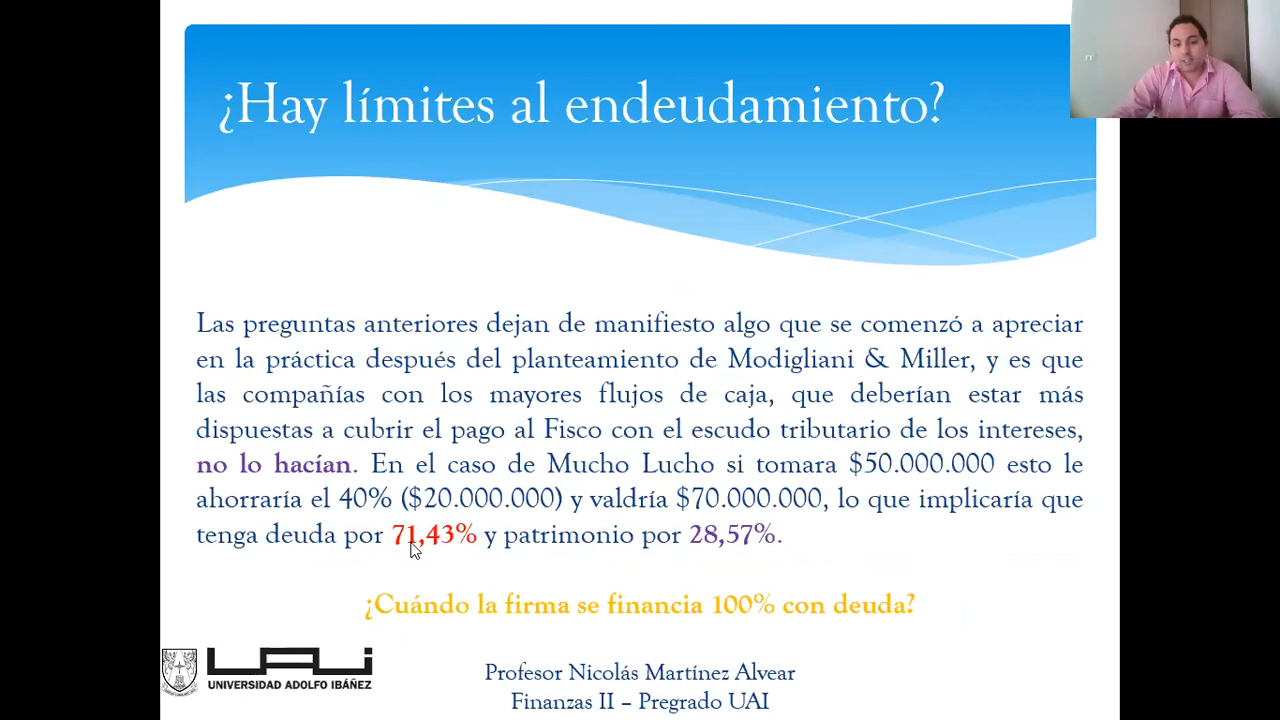 ¿Hay límites al endeudamiento?
Las preguntas anteriores dejan de manifiesto algo que se comenzó a apreciar
en la práctica después del planteamiento de Modigliani & Miller, y es que
las compañías con los mayores flujos de caja, que deberían estar más
dispuestas a cubrir el pago al Fisco con el escudo tributario de los intereses,
no lo hacían. En el caso de Mucho Lucho si tomara $50.000.000 esto le
ahorraría el 40% ($20.000.000) y valdría $70.000.000, lo que implicaría que
tenga deuda por 71,43% y patrimonio por 28,57%.
¿Cuándo la firma se financia 100% con deuda?
UAI
UNIVERSIDAD ADOLFO IBÁÑEZ
Profesor Nicolás Martínez Alvear
Finanzas II – Pregrado UAI